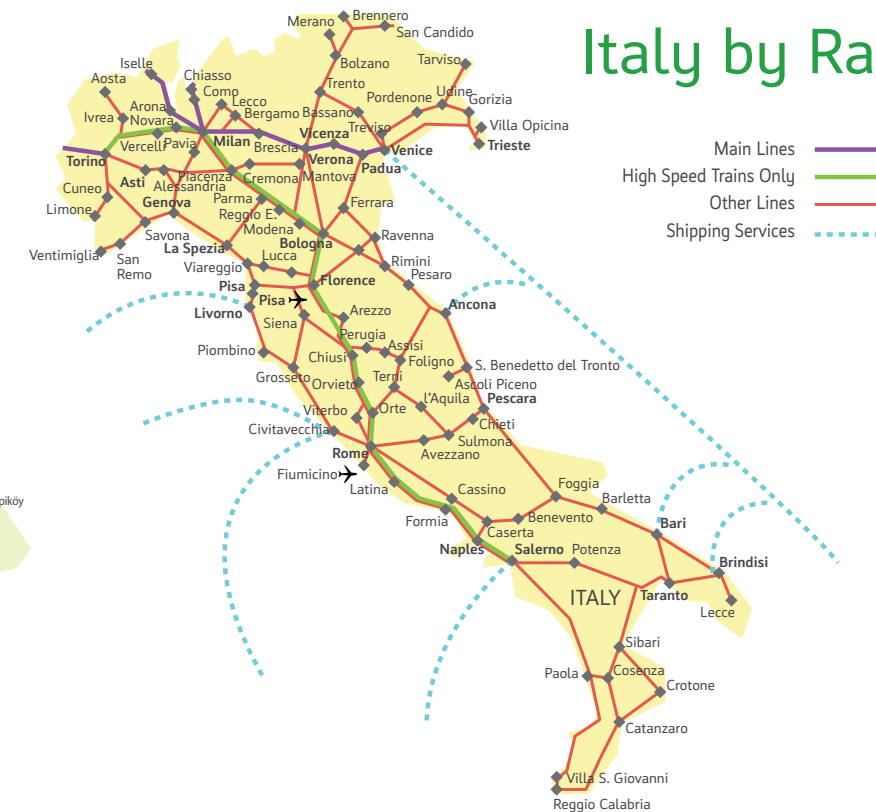 Italy by Ra
Main Lines
High Speed Trains Only
Other Lines
Shipping Services
Brennero
Merano
San Candido
Iselle
Chiasso
Bolzano
Tarviso
Aosta
Como
Trento
Arona
Lecco
Pordenone
Udine
Gorizia
Ivrea
Novara
Bergamo
Bassano
Vercelli
Pavia
Milan
Vicenza
Treviso
Villa Opicina
Brescia
Venice
Trieste
Torino
Verona
Padua
Asti
Piacenza
Cremona
Mantova
Cuneo
Alessandria
Limone
Genova
Parma
Ferrara
Reggio E.
Modena
Savona
La Spezia
Bologna
Ravenna
Ventimiglia
San
Remo
Viareggio
Lucca
Rimini
Pesaro
Pisa
Florence
Pisa
Ancona
Livorno
Arezzo
Siena
Perugia
Assisi
Piombino
Chiusi
Foligno
S. Benedetto del Tronto
Grosseto
Orvieto
Terni
Ascoli Piceno
l'Aquila
Pescara
Viterbo
Orte
Chieti
Civitavecchia
Sulmona
Rome
Avezzano
Fiumicino
Latina
Cassino
Foggia
Barletta
piköy
Formia
Benevento
Caserta
Bari
Naples
Salerno
Potenza
Brindisi
ITALY
Taranto
Lecce
Sibari
Paola
Cosenza
Crotone
Catanzaro
Villa S. Giovanni
Reggio Calabria